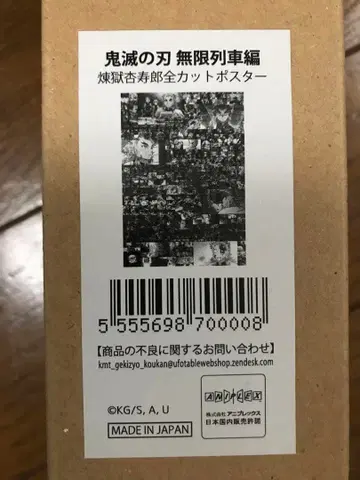 鬼滅の刃 無限列車編
煉獄杏寿郎全カットポスター
5 555698 700008
【商品の不良に関するお問い合わせ】
kmt_gekizyo_koukan@ufotablewebshop.zendesk.com
©KG/S, A, U
MADE IN JAPAN
ANIPLEX
株式会社 アニプレックス
日本国内販売許諾